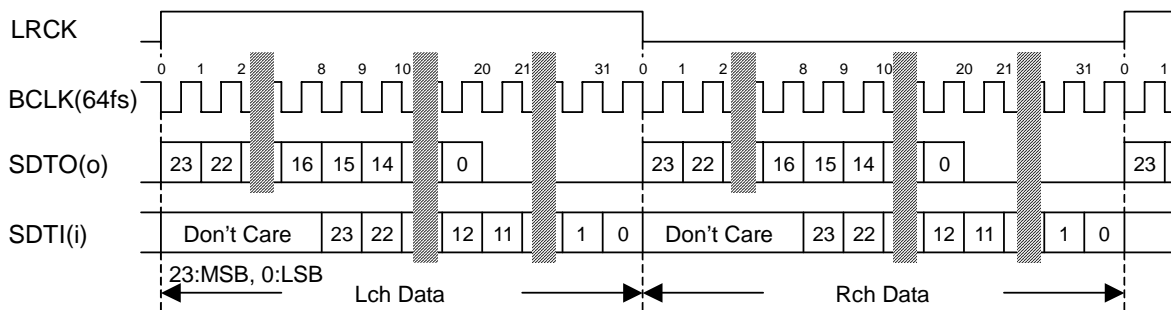 LRCK
0 1 2 8 9 10 20 21 31 0 1 2 8 9 10 20 21 31 0 1
BCLK(64fs)
SDTO(o) 23 22 16 15 14 0 23 22 16 15 14 0 23
SDTI(i) Don't Care 23 22 12 11 1 0 Don't Care 23 22 12 11 1 0
23:MSB, 0:LSB
Lch Data Rch Data